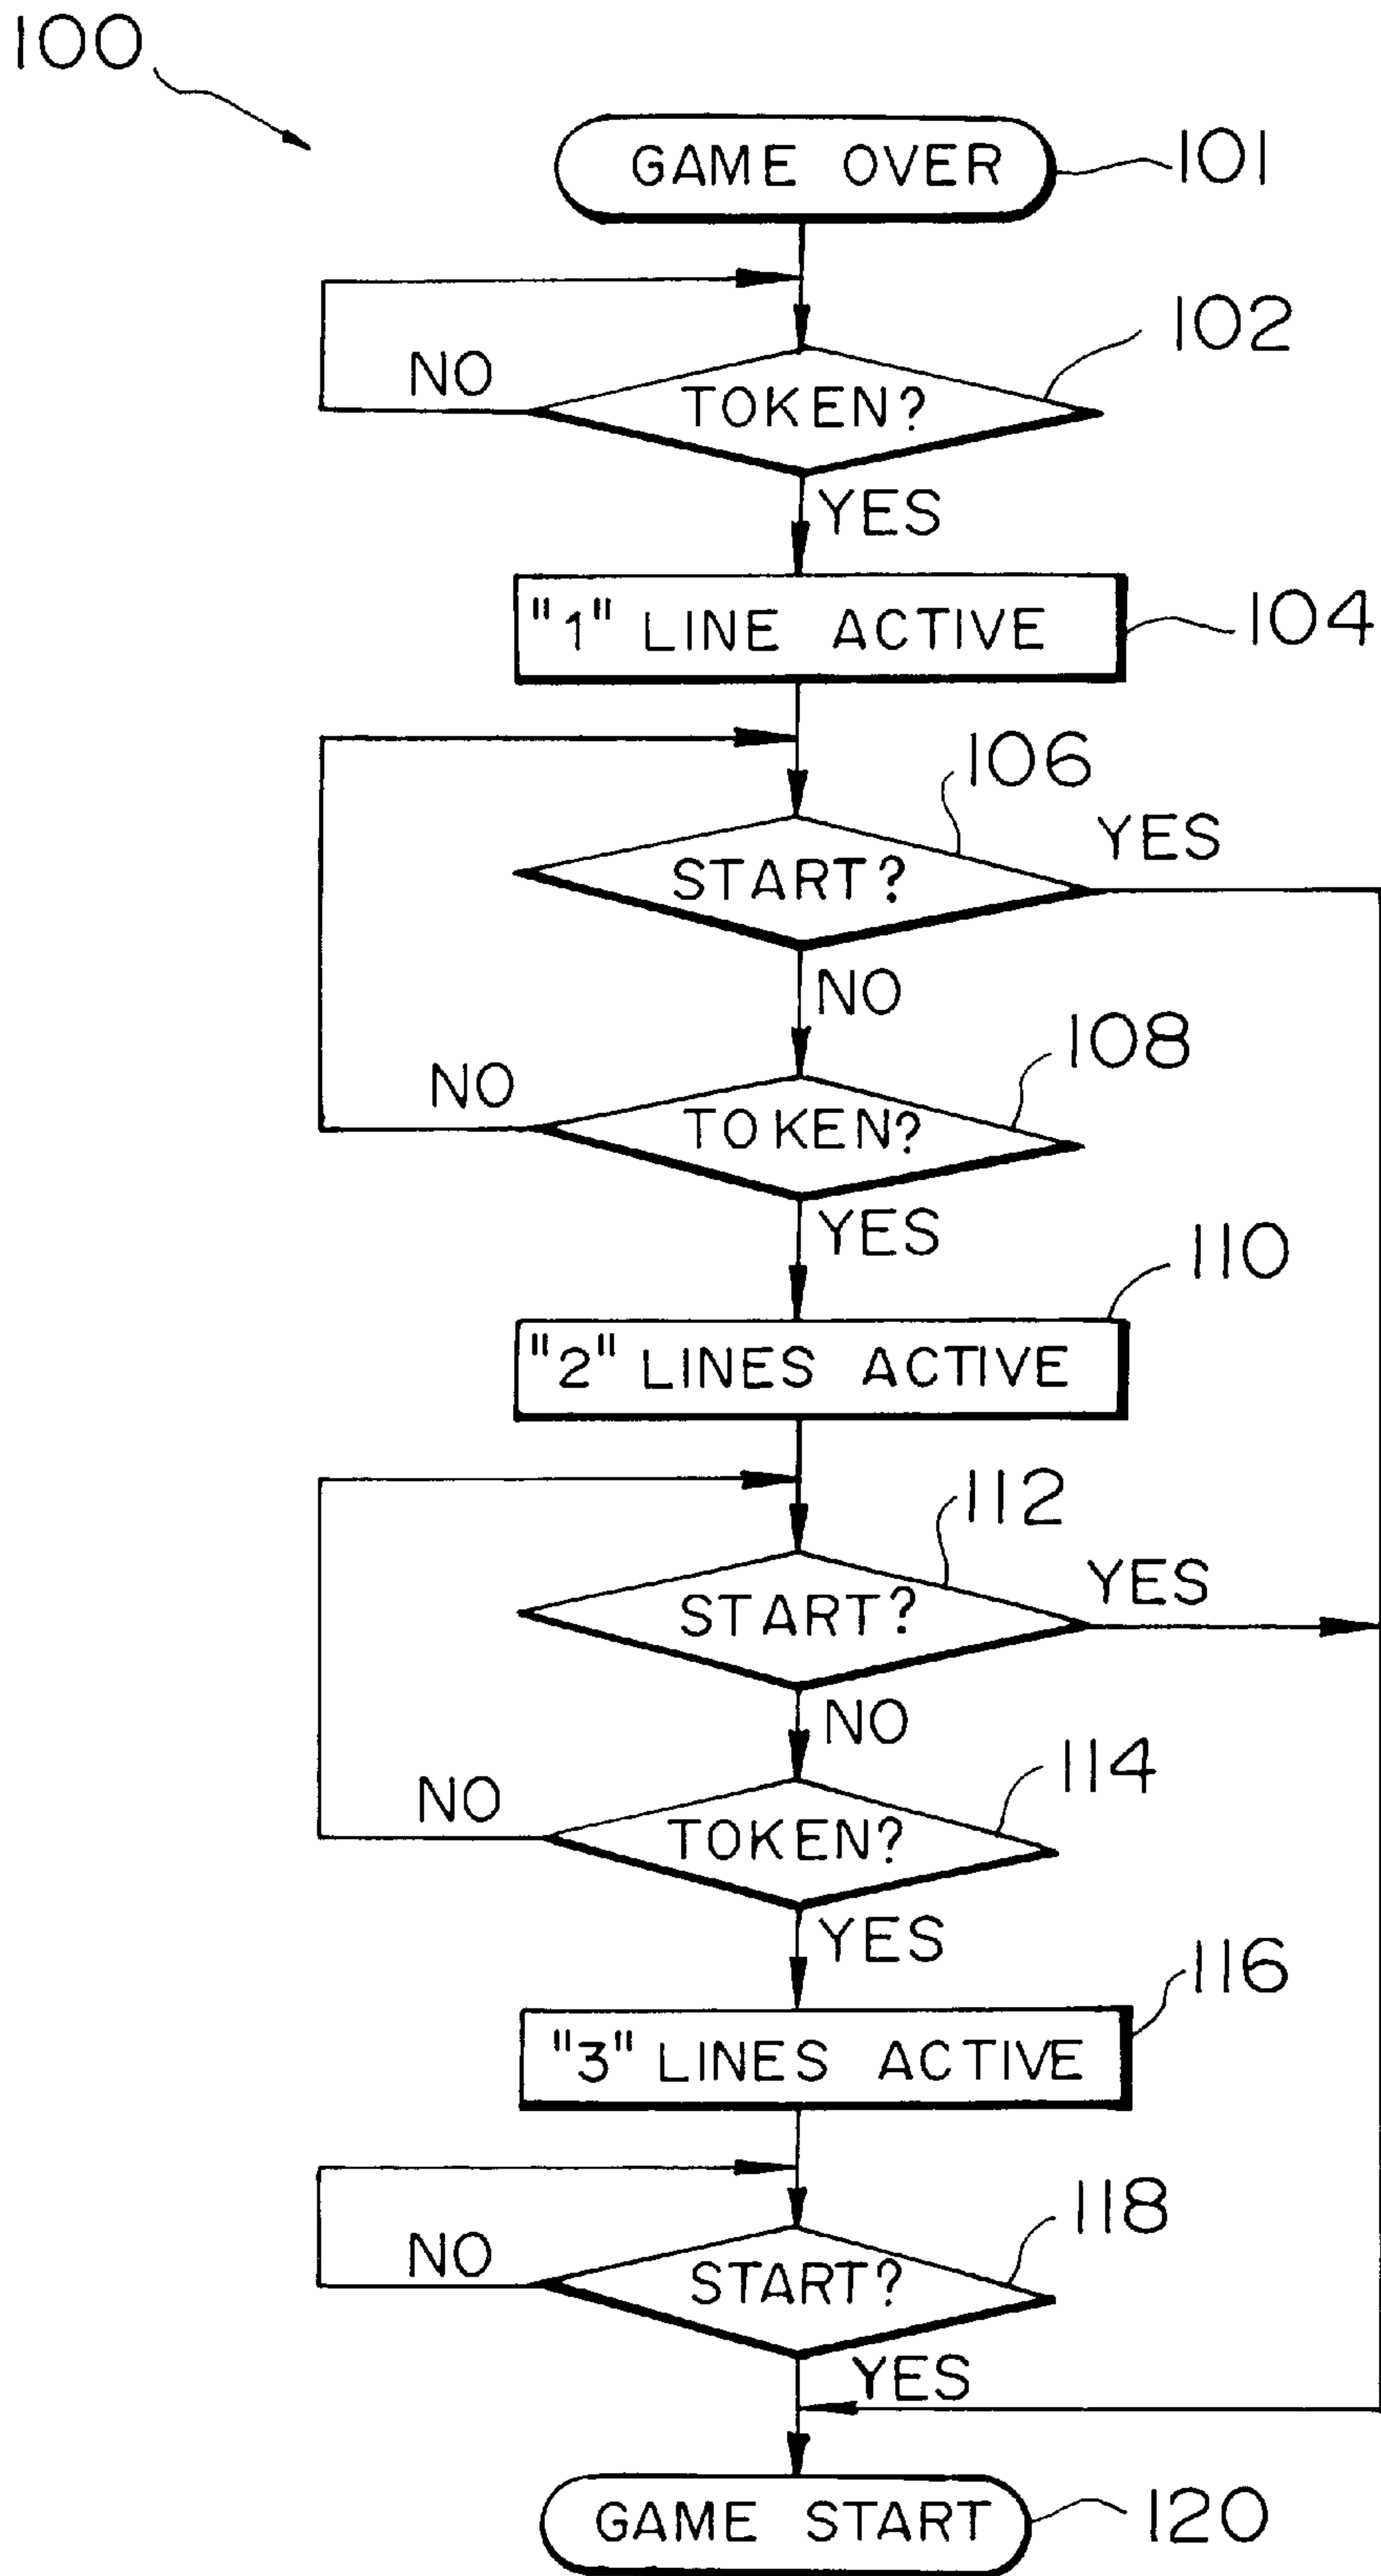 100
GAME OVER
101
102
NO
TOKEN?
YES
"1" LINE ACTIVE
104
106
YES
START?
NO
108
NO
TOKEN?
YES
110
"2" LINES ACTIVE
112
YES
START?
NO
114
NO
TOKEN?
YES
116
"3" LINES ACTIVE
118
NO
START?
YES
GAME START
120